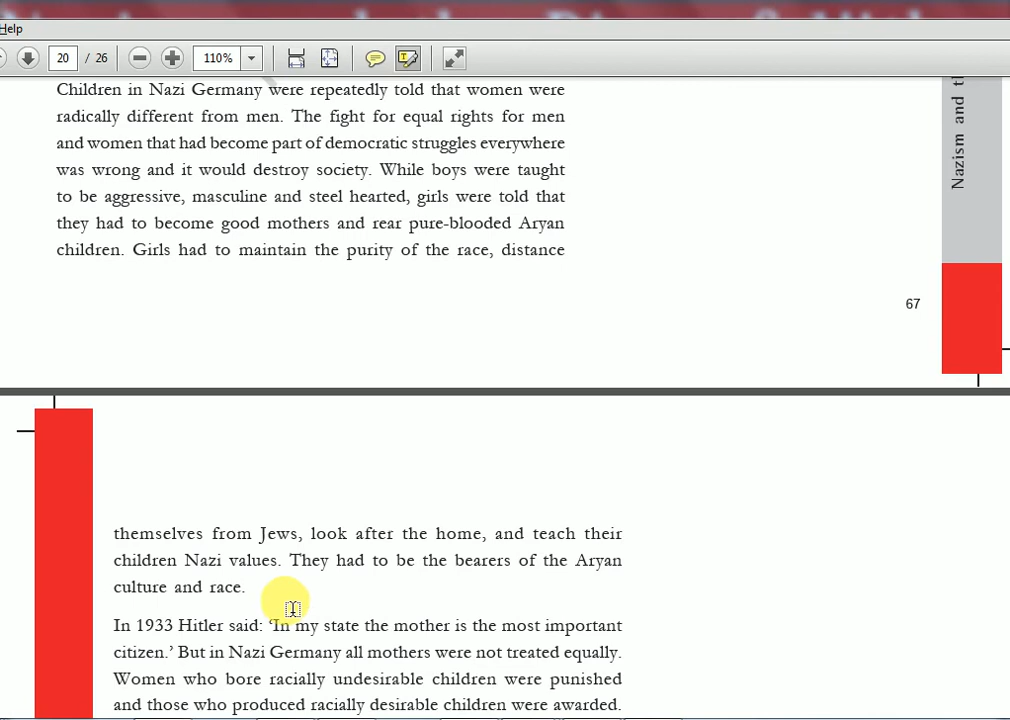 Help
20 / 26
110%
Children in Nazi Germany were repeatedly told that women were
radically different from men. The fight for equal rights for men
and women that had become part of democratic struggles everywhere
was wrong and it would destroy society. While boys were taught
to be aggressive, masculine and steel hearted, girls were told that
they had to become good mothers and rear pure-blooded Aryan
children. Girls had to maintain the purity of the race, distance
Nazism and
67
themselves from Jews, look after the home, and teach their
children Nazi values. They had to be the bearers of the Aryan
culture and race.
In 1933 Hitler said: ‘In my state the mother is the most important
citizen.’ But in Nazi Germany all mothers were not treated equally.
Women who bore racially undesirable children were punished
and those who produced racially desirable children were awarded.